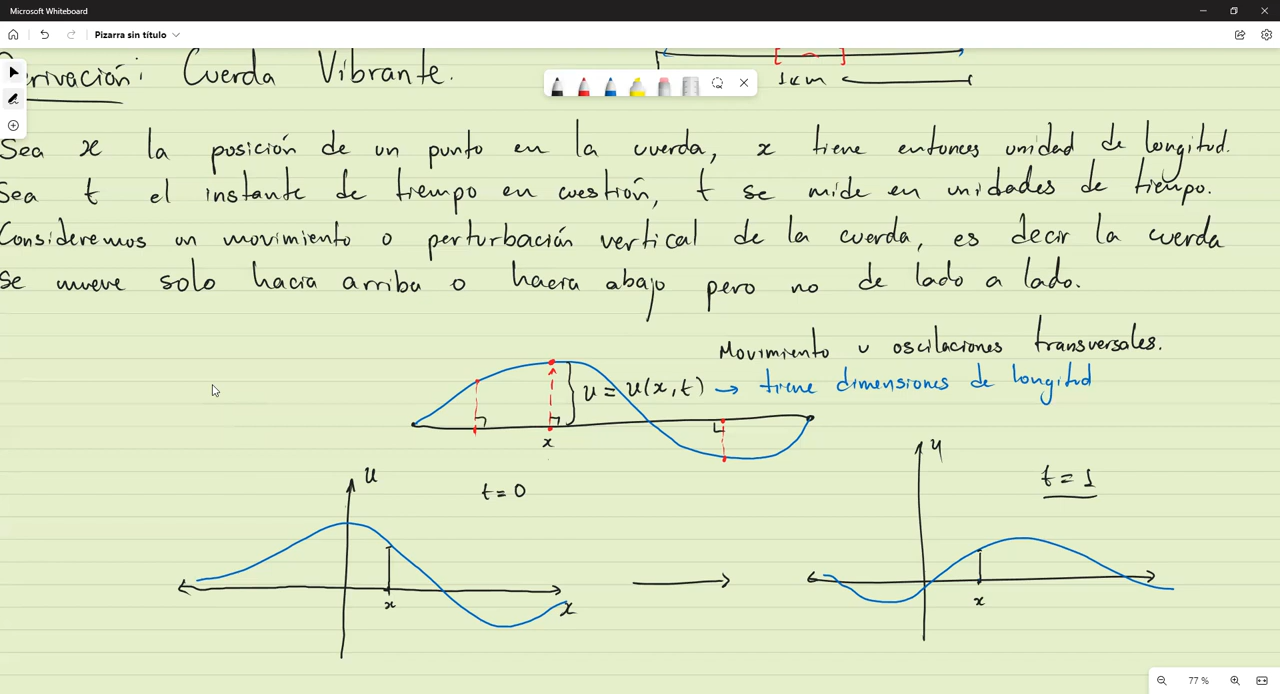 Microsoft Whiteboard
Pizarra sin título
erivación: Cuerda Vibrante.
1km
Sea x la posición de un punto en la cuerda, x tiene entonces unidad de longitud.
Sea t el instante de tiempo en cuestión, t se mide en unidades de tiempo.
Consideremos un movimiento o perturbación vertical de la cuerda, es decir la cuerda
se mueve solo hacia arriba o hacia abajo pero no de lado a lado.
Movimiento u oscilaciones transversales.
u = u(x,t) → tiene dimensiones de longitud
x
u
t = 0
x
x
u
t = 1
x
77 %